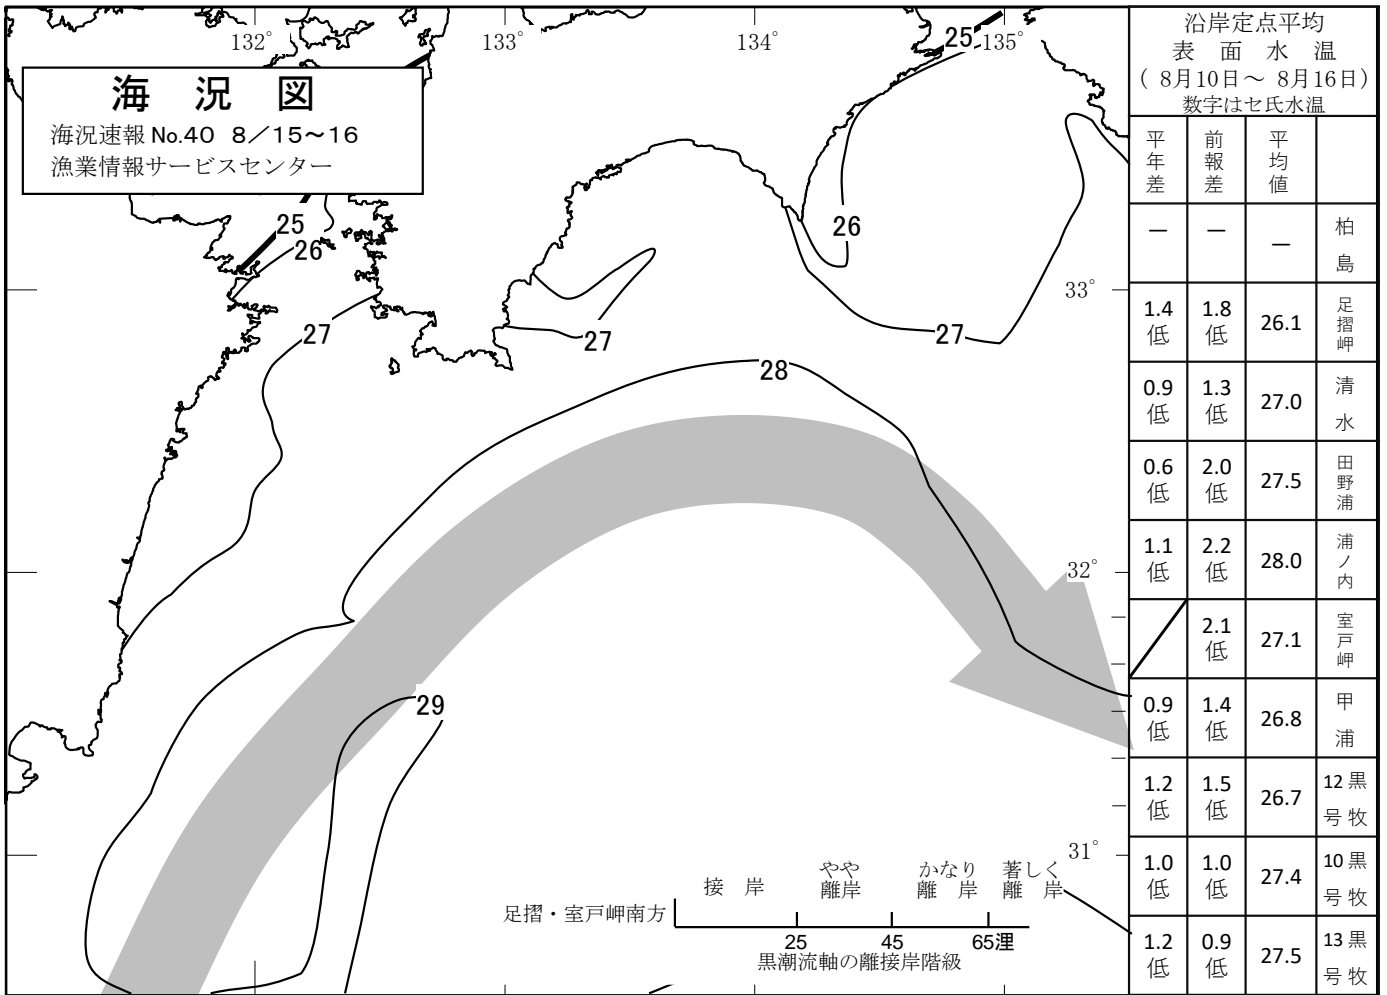 132°
133°
134°
135°
海 況 図
海況速報 No.40 8/15~16
漁業情報サービスセンター
25
25
26
26
27
27
27
28
29
33°
32°
31°
接 岸
やや
離岸
かなり
離 岸
著しく
離 岸
足摺・室戸岬南方
25
45
65浬
黒潮流軸の離接岸階級
沿岸定点平均
表 面 水 温
( 8月10日~ 8月16日)
数字はセ氏水温
平年差 前報差 平均値
— — — 柏島
1.4低 1.8低 26.1 足摺岬
0.9低 1.3低 27.0 清水
0.6低 2.0低 27.5 田野浦
1.1低 2.2低 28.0 浦ノ内
2.1低 27.1 室戸岬
0.9低 1.4低 26.8 甲浦
1.2低 1.5低 26.7 黒牧12号
1.0低 1.0低 27.4 黒牧10号
1.2低 0.9低 27.5 黒牧13号